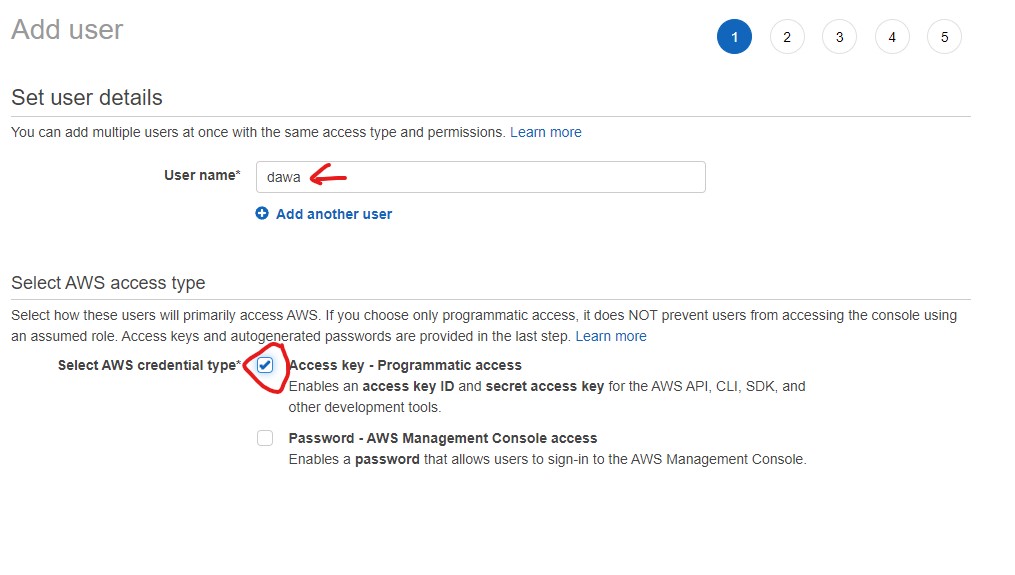 Add user
1 2 3 4 5
Set user details
You can add multiple users at once with the same access type and permissions. Learn more
User name* dawa
Add another user
Select AWS access type
Select how these users will primarily access AWS. If you choose only programmatic access, it does NOT prevent users from accessing the console using
an assumed role. Access keys and autogenerated passwords are provided in the last step. Learn more
Select AWS credential type* Access key - Programmatic access
Enables an access key ID and secret access key for the AWS API, CLI, SDK, and
other development tools.
Password - AWS Management Console access
Enables a password that allows users to sign-in to the AWS Management Console.